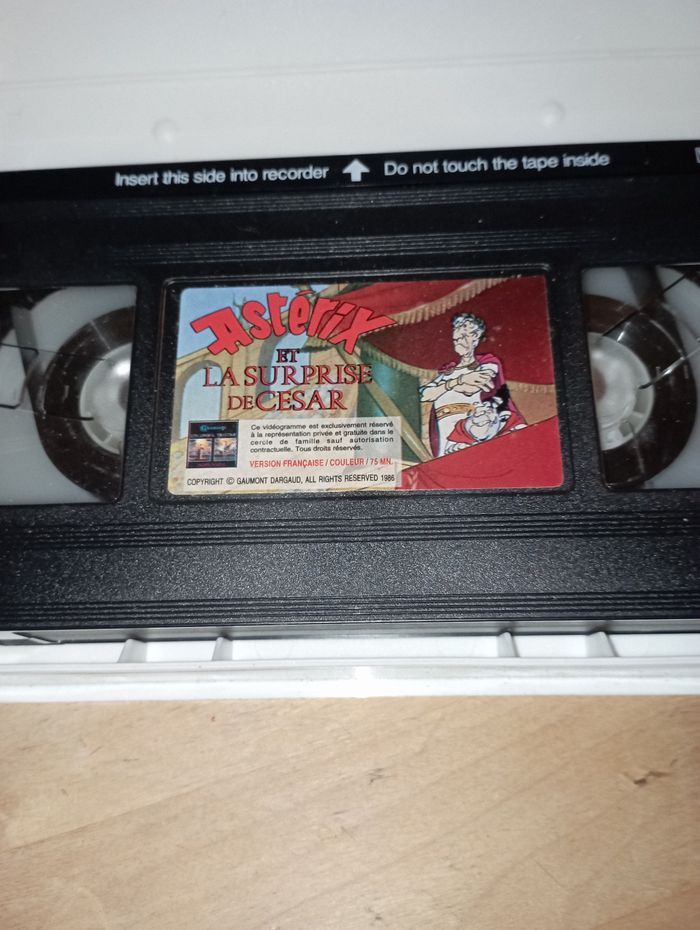 Insert this side into recorder Do not touch the tape inside
Astérix
ET
LA SURPRISE
DE CESAR
Ce vidéogramme est exclusivement réservé
à la représentation privée et gratuite dans le
cercle de famille sauf autorisation
contractuelle. Tous droits réservés.
VERSION FRANÇAISE / COULEUR / 75 MN.
COPYRIGHT © GAUMONT DARGAUD, ALL RIGHTS RESERVED 1986